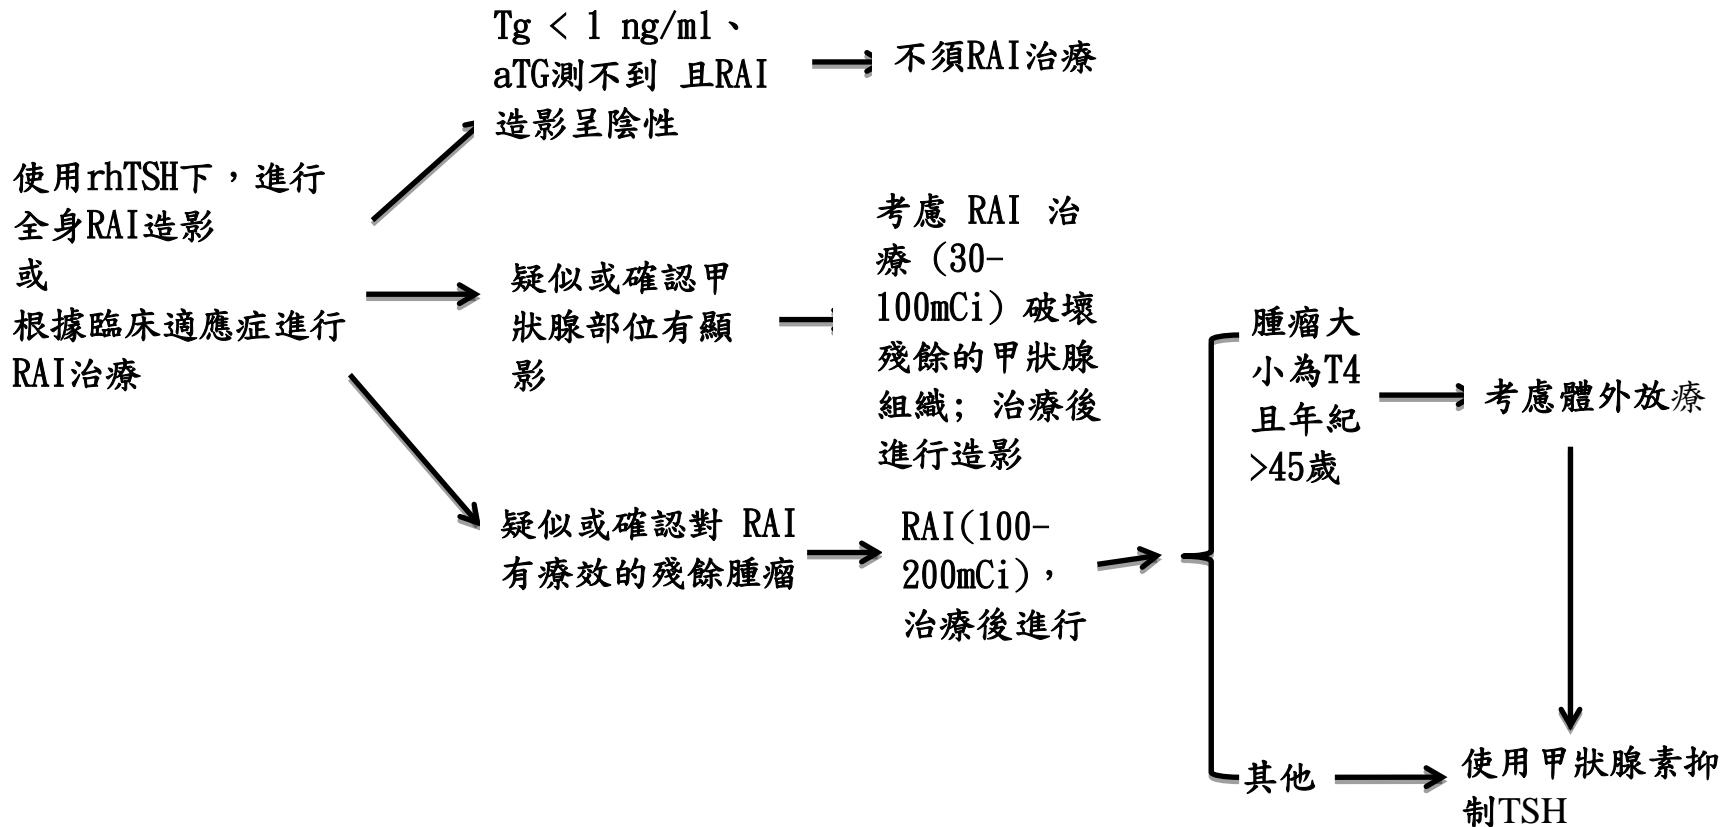 使用rhTSH下，進行
全身RAI造影
或
根據臨床適應症進行
RAI治療
Tg < 1 ng/ml、
aTG測不到 且RAI
造影呈陰性
不須RAI治療
疑似或確認甲
狀腺部位有顯
影
考慮 RAI 治
療 (30-
100mCi) 破壞
殘餘的甲狀腺
組織; 治療後
進行造影
疑似或確認對 RAI
有療效的殘餘腫瘤
RAI(100-
200mCi)，
治療後進行
腫瘤大
小為T4
且年紀
>45歲
考慮體外放療
其他
使用甲狀腺素抑
制TSH